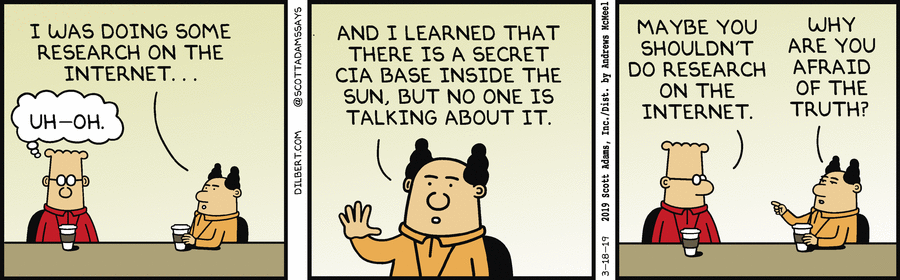 I WAS DOING SOME
RESEARCH ON THE
INTERNET...
UH-OH.
DILBERT.COM
@SCOTTADAMSSAYS
AND I LEARNED THAT
THERE IS A SECRET
CIA BASE INSIDE THE
SUN, BUT NO ONE IS
TALKING ABOUT IT.
3-18-19 2019 Scott Adams, Inc./Dist. by Andrews McMeel
MAYBE YOU
SHOULDN'T
DO RESEARCH
ON THE
INTERNET.
WHY
ARE YOU
AFRAID
OF THE
TRUTH?